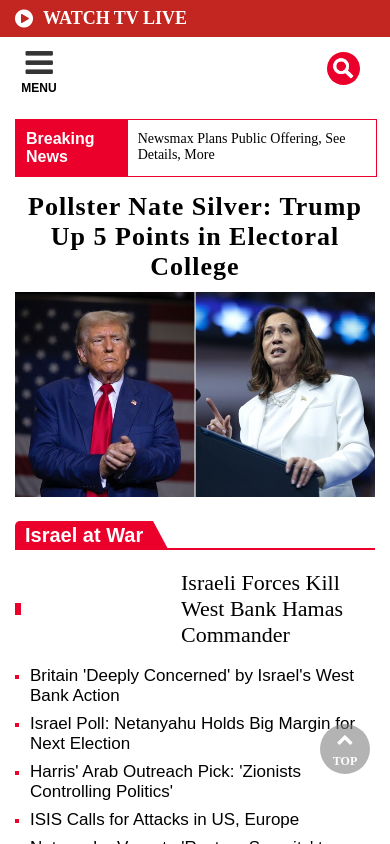 WATCH TV LIVE
MENU
Breaking
News
Newsmax Plans Public Offering, See
Details, More
Pollster Nate Silver: Trump
Up 5 Points in Electoral
College
Israel at War
Israeli Forces Kill
West Bank Hamas
Commander
Britain 'Deeply Concerned' by Israel's West
Bank Action
Israel Poll: Netanyahu Holds Big Margin for
Next Election
Harris' Arab Outreach Pick: 'Zionists
Controlling Politics'
TOP
ISIS Calls for Attacks in US, Europe